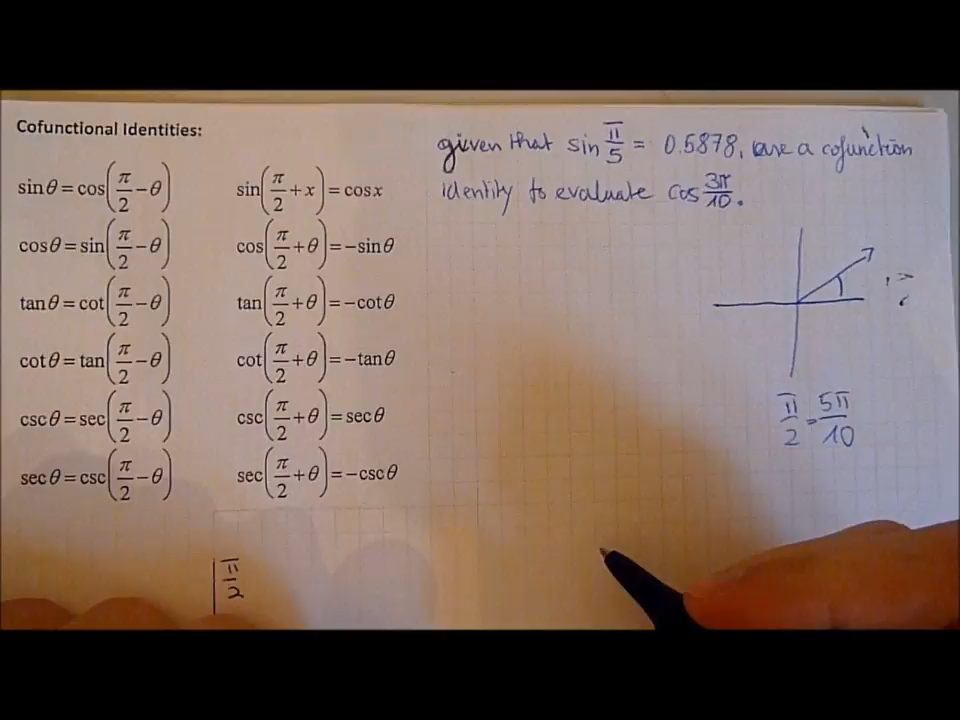 Cofunctional Identities:
sinθ = cos(π/2 − θ)
cosθ = sin(π/2 − θ)
tanθ = cot(π/2 − θ)
cotθ = tan(π/2 − θ)
cscθ = sec(π/2 − θ)
secθ = csc(π/2 − θ)
sin(π/2 + x) = cosx
cos(π/2 + θ) = −sinθ
tan(π/2 + θ) = −cotθ
cot(π/2 + θ) = −tanθ
csc(π/2 + θ) = secθ
sec(π/2 + θ) = −cscθ
given that sin π/5 = 0.5878, use a cofunction
identity to evaluate cos 3π/10.
π/2 = 5π/10
π/2